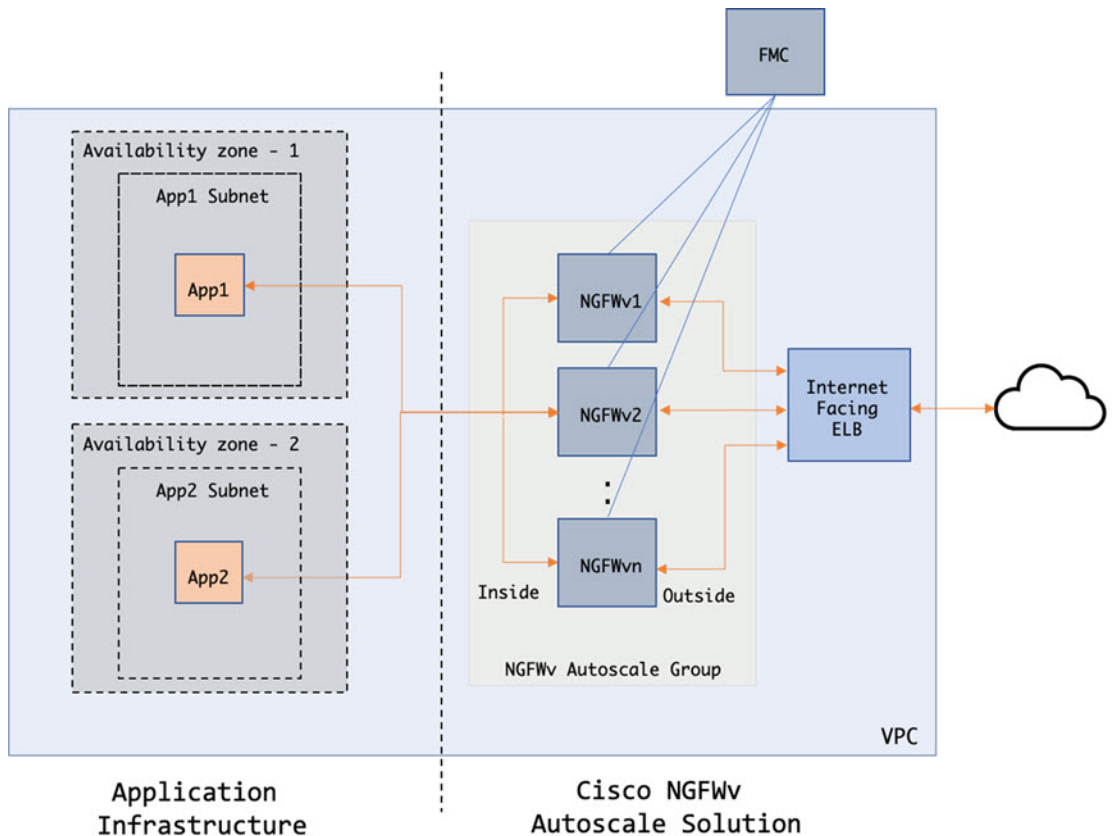 FMC
Availability zone - 1
App1 Subnet
App1
Availability zone - 2
App2 Subnet
App2
NGFWv1
NGFWv2
:
NGFWvn
Inside
Outside
NGFWv Autoscale Group
Internet
Facing
ELB
VPC
Application
Infrastructure
Cisco NGFWv
Autoscale Solution